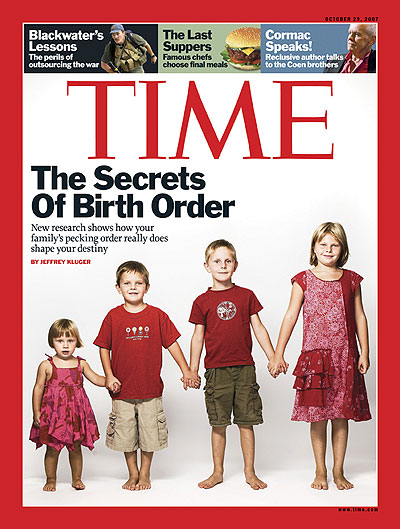 OCTOBER 29, 2007
Blackwater's
Lessons
The perils of
outsourcing the war
The Last
Suppers
Famous chefs
choose final meals
Cormac
Speaks!
Reclusive author talks
to the Coen brothers
TIME
The Secrets
Of Birth Order
New research shows how your
family's pecking order really does
shape your destiny
BY JEFFREY KLUGER
www.time.com